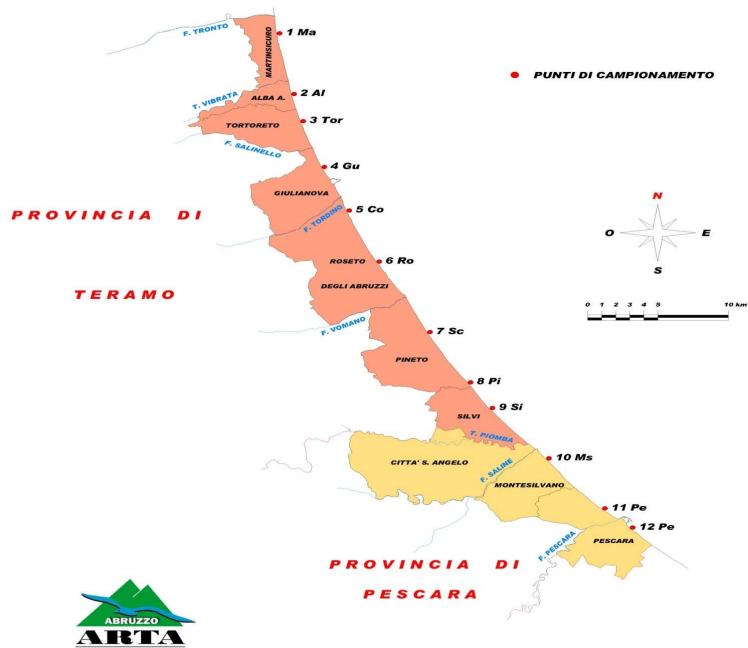 F. TRONTO
1 Ma
MARTINSICURO
PUNTI DI CAMPIONAMENTO
T. VIBRATA
ALBA A.
2 Al
TORTORETO
3 Tor
F. SALINELLO
4 Gu
GIULIANOVA
PROVINCIA DI
TERAMO
F. TORDINO
5 Co
N
O
E
S
ROSETO
DEGLI ABRUZZI
6 Ro
0 1 2 3 4 5 10 km
F. VOMANO
7 Sc
PINETO
8 Pi
SILVI
9 Si
T. PIOMBA
CITTA' S. ANGELO
F. SALINE
10 Ms
MONTESILVANO
11 Pe
12 Pe
F. PESCARA
PESCARA
PROVINCIA DI
PESCARA
ABRUZZO
ARTA